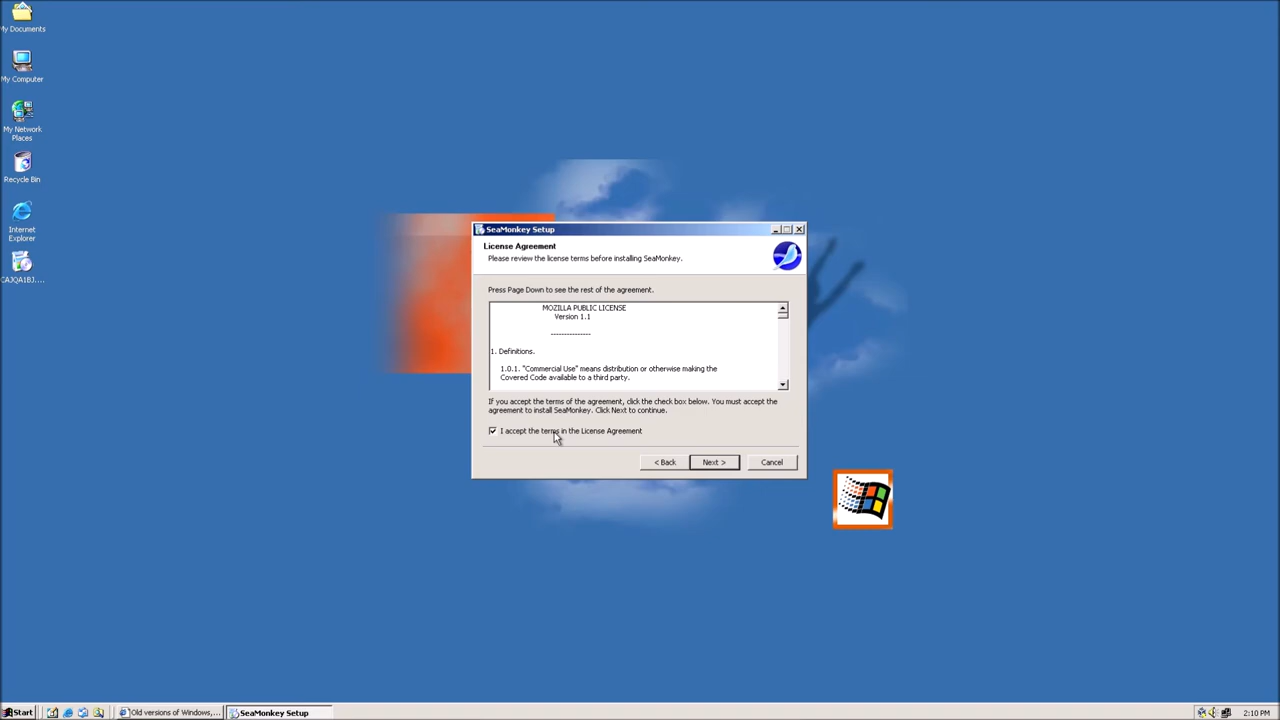 My Documents
My Computer
My Network
Places
Recycle Bin
Internet
Explorer
CAJQA1BJ....
SeaMonkey Setup
License Agreement
Please review the license terms before installing SeaMonkey.
Press Page Down to see the rest of the agreement.
MOZILLA PUBLIC LICENSE
Version 1.1
---------------
1. Definitions.
1.0.1. "Commercial Use" means distribution or otherwise making the
Covered Code available to a third party.
If you accept the terms of the agreement, click the check box below. You must accept the
agreement to install SeaMonkey. Click Next to continue.
I accept the terms in the License Agreement
< Back
Next >
Cancel
Start
Old versions of Windows,...
SeaMonkey Setup
2:10 PM